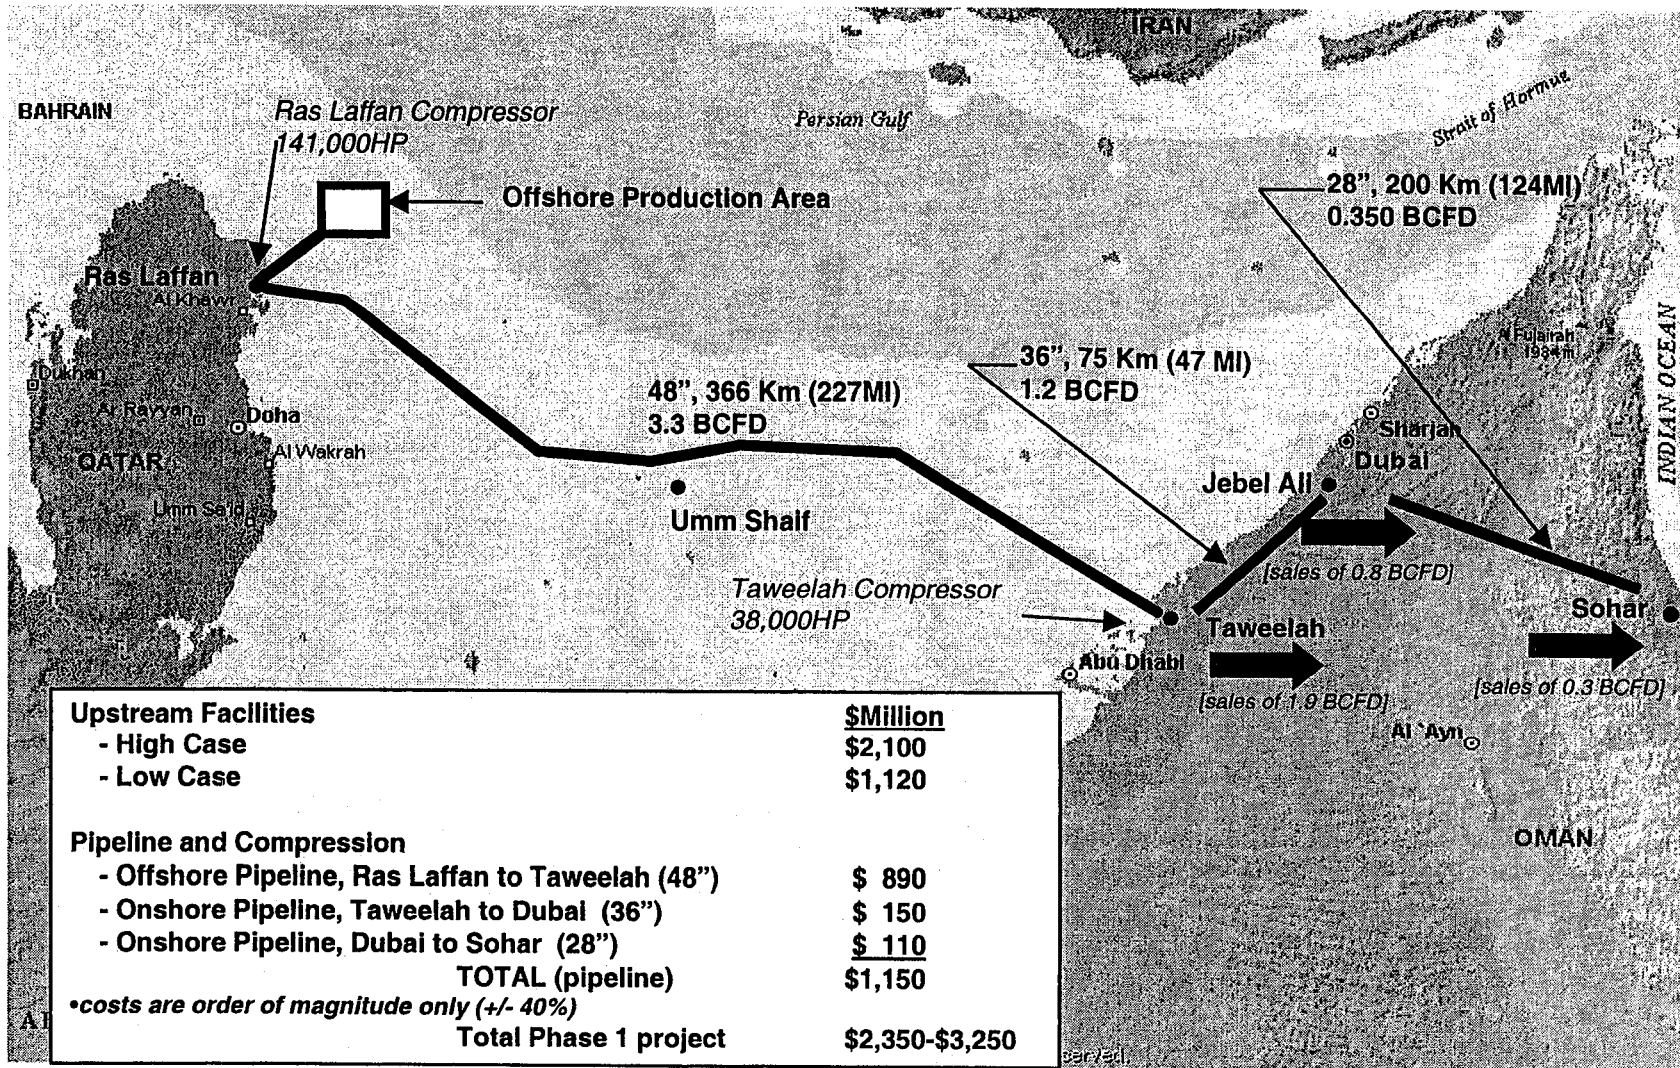 IRAN
BAHRAIN
Ras Laffan Compressor
141,000HP
Persian Gulf
Strait of Hormuz
Offshore Production Area
28", 200 Km (124MI)
0.350 BCFD
Ras Laffan
Al Khawr
INDIAN OCEAN
Al Fujairah
36", 75 Km (47 MI)
1.2 BCFD
48", 366 Km (227MI)
3.3 BCFD
Dukhan
Ar Rayyan
Doha
Sharjah
Dubai
QATAR
Al Wakrah
Jebel Ali
Umm Sa'id
Umm Shaif
[sales of 0.8 BCFD]
Taweelah Compressor
38,000HP
Sohar
Taweelah
Abu Dhabi
[sales of 1.9 BCFD]
[sales of 0.3 BCFD]
Al `Ayn
OMAN
Upstream Facilities $Million
- High Case $2,100
- Low Case $1,120
Pipeline and Compression
- Offshore Pipeline, Ras Laffan to Taweelah (48") $ 890
- Onshore Pipeline, Taweelah to Dubai (36") $ 150
- Onshore Pipeline, Dubai to Sohar (28") $ 110
TOTAL (pipeline) $1,150
•costs are order of magnitude only (+/- 40%)
Total Phase 1 project $2,350-$3,250